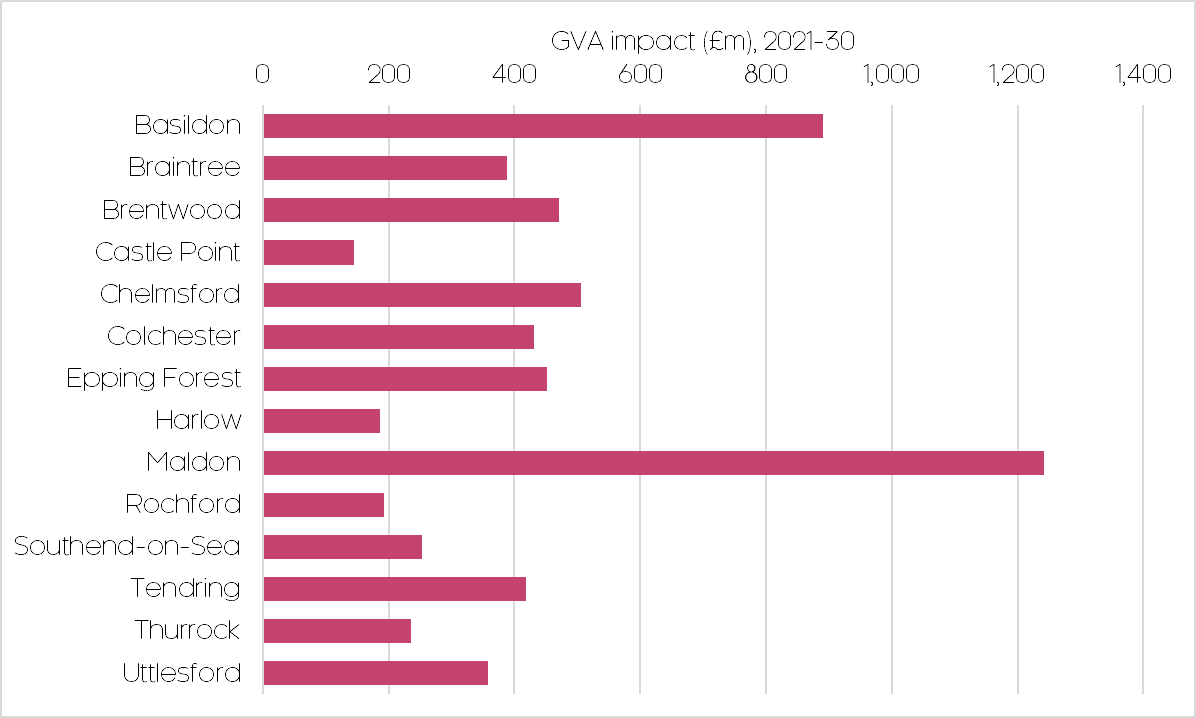 GVA impact (£m), 2021-30
0 200 400 600 800 1,000 1,200 1,400
Basildon
Braintree
Brentwood
Castle Point
Chelmsford
Colchester
Epping Forest
Harlow
Maldon
Rochford
Southend-on-Sea
Tendring
Thurrock
Uttlesford